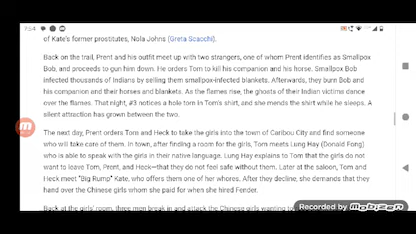 7:54
of Kate's former prostitutes, Nola Johns (Greta Scacchi).
Back on the trail, Prent and his outfit meet up with two strangers, one of whom Prent identifies as Smallpox
Bob, and proceeds to gun him down. He orders Tom to kill his companion and his horse. Smallpox Bob
infected thousands of Indians by selling them smallpox-infected blankets. Afterwards, they burn Bob and
his companion and their horses and blankets. As the flames rise, the ghosts of their Indian victims dance
over the flames. That night, #3 notices a hole torn in Tom's shirt, and she mends the shirt while he sleeps. A
silent attraction has grown between the two.
The next day, Prent orders Tom and Heck to take the girls into the town of Caribou City and find someone
who will take care of them. In town, after finding a room for the girls, Tom meets Lung Hay (Donald Fong)
who is able to speak with the girls in their native language. Lung Hay explains to Tom that the girls do not
want to leave Tom, Prent, and Heck—that they do not feel safe without them. Later at the saloon, Tom and
Heck meet "Big Rump" Kate, who offers them one of her whores. After they decline, she demands that they
hand over the Chinese girls whom she paid for when she hired Fender.
Back at the girls' room, three men break in and attack the Chinese girls wanting to
Recorded by
Mobizen